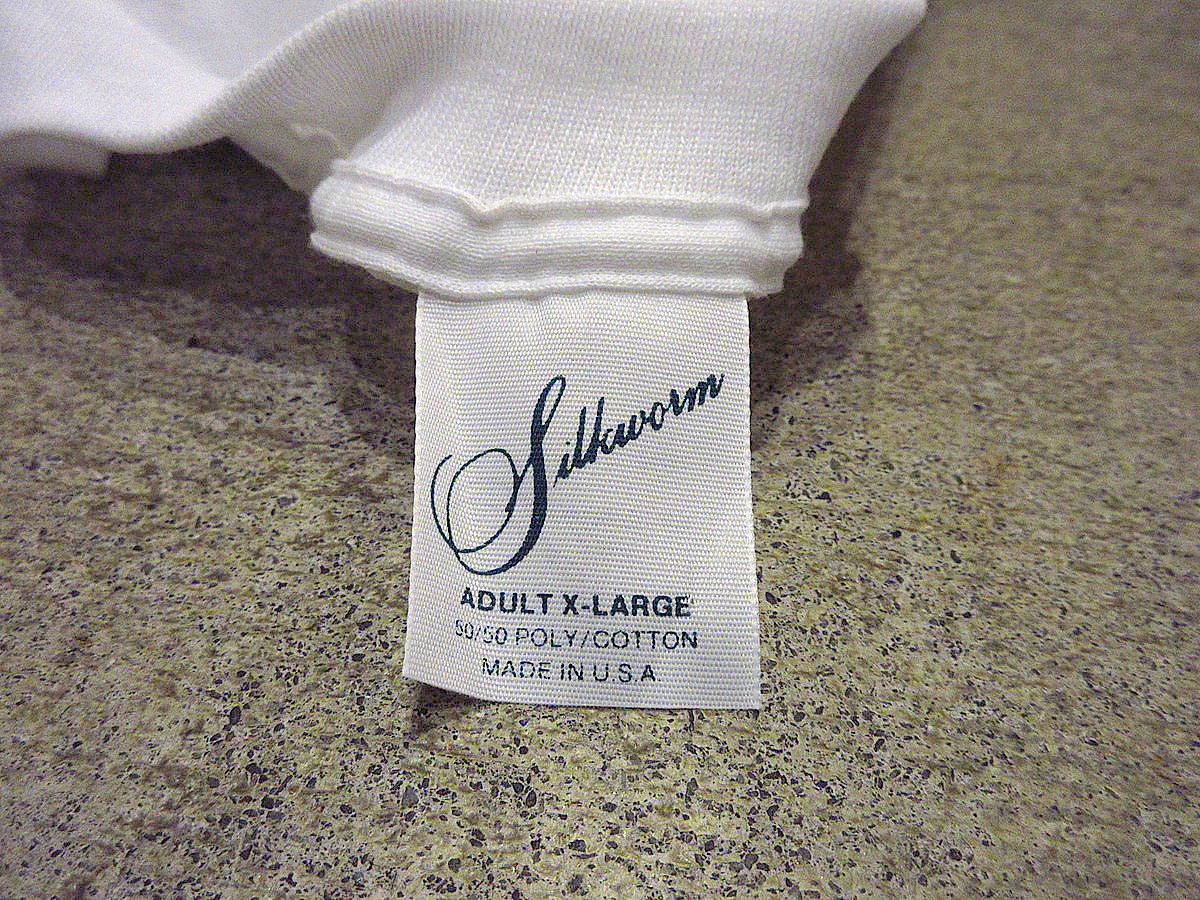 Silkworm
ADULT X-LARGE
50/50 POLY/COTTON
MADE IN U.S.A.